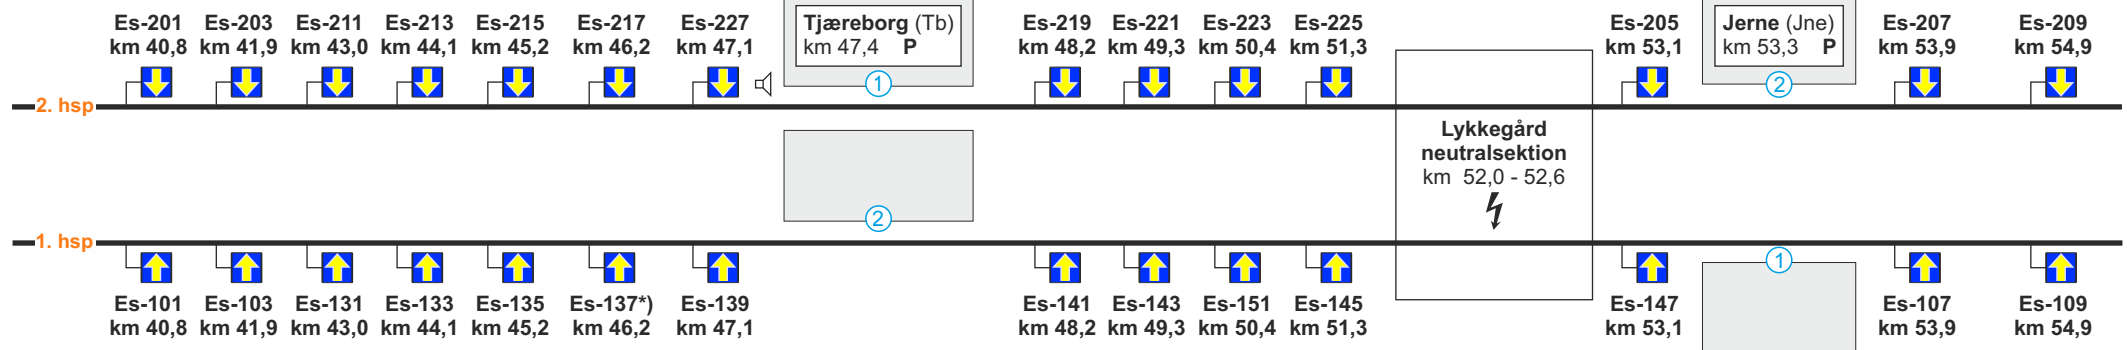 Es-201 Es-203 Es-211 Es-213 Es-215 Es-217 Es-227 Tjæreborg (Tb) Es-219 Es-221 Es-223 Es-225 Es-205 Jerne (Jne) Es-207 Es-209
km 40,8 km 41,9 km 43,0 km 44,1 km 45,2 km 46,2 km 47,1 km 47,4 P km 48,2 km 49,3 km 50,4 km 51,3 km 53,1 km 53,3 P km 53,9 km 54,9
1 2
2. hsp
Lykkegård
neutralsektion
km 52,0 - 52,6
2
1. hsp
1
Es-101 Es-103 Es-131 Es-133 Es-135 Es-137*) Es-139 Es-141 Es-143 Es-151 Es-145 Es-147 Es-107 Es-109
km 40,8 km 41,9 km 43,0 km 44,1 km 45,2 km 46,2 km 47,1 km 48,2 km 49,3 km 50,4 km 51,3 km 53,1 km 53,9 km 54,9